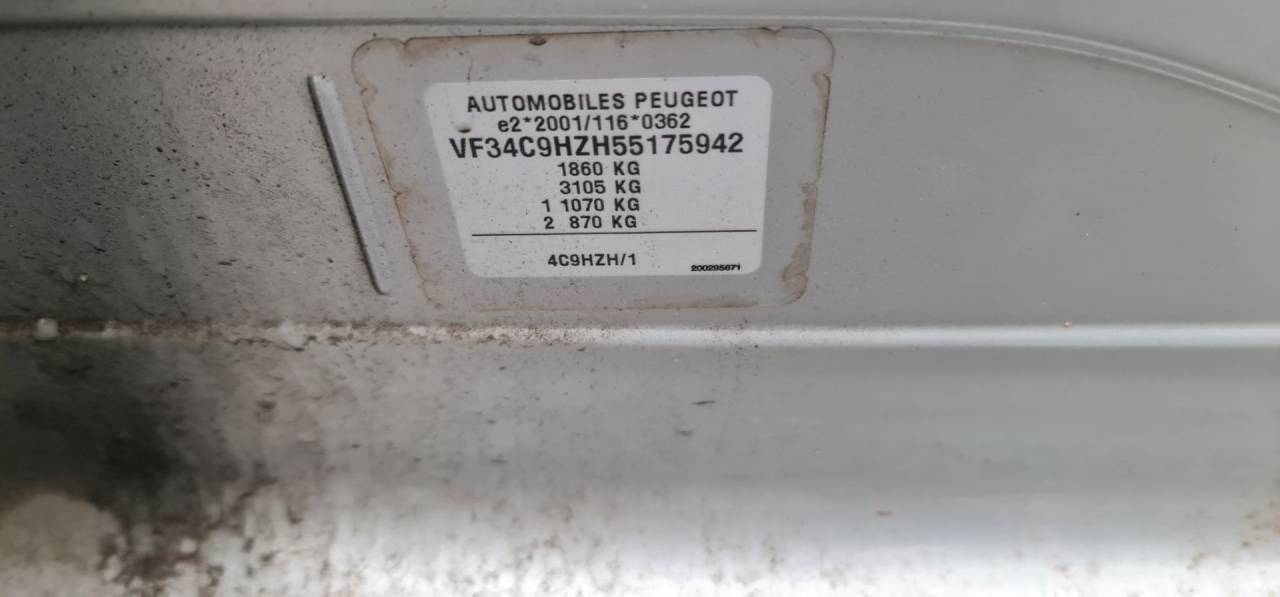 AUTOMOBILES PEUGEOT
e2*2001/116*0362
VF34C9HZH55175942
1860 KG
3105 KG
1 1070 KG
2 870 KG
4C9HZH/1
200295671